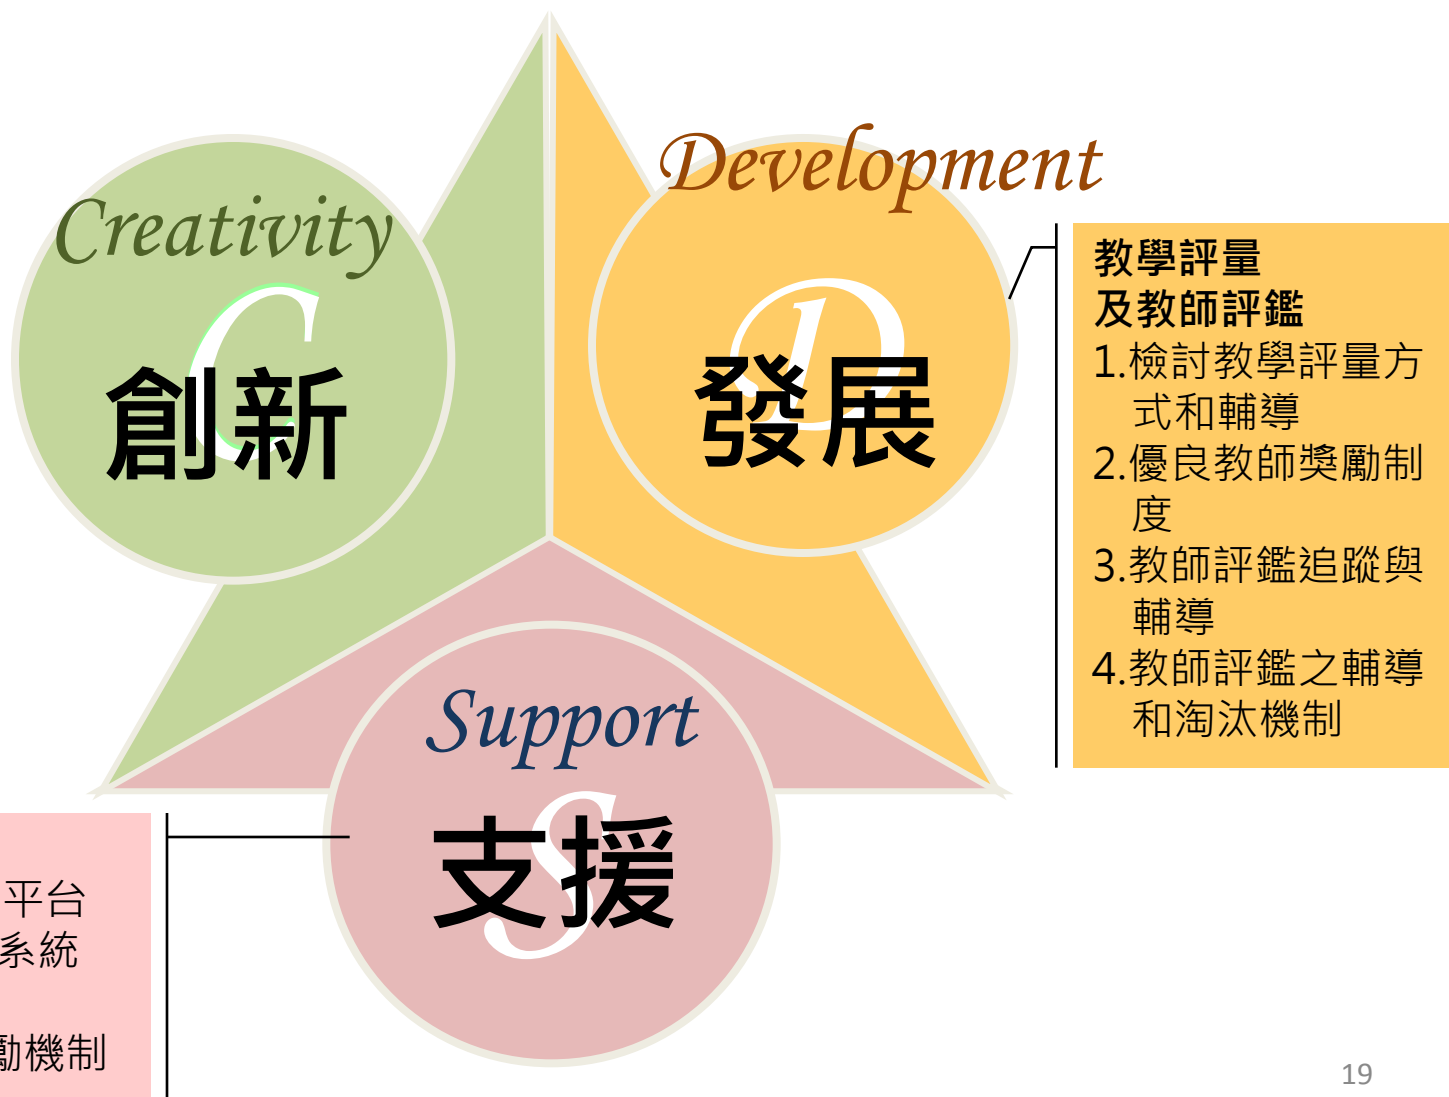 Creativity
C
創新
Development
D
發展
教學評量
及教師評鑑
1.檢討教學評量方
式和輔導
2.優良教師獎勵制
度
3.教師評鑑追蹤與
輔導
4.教師評鑑之輔導
和淘汰機制
Support
S
支援
平台
系統
勵機制
19